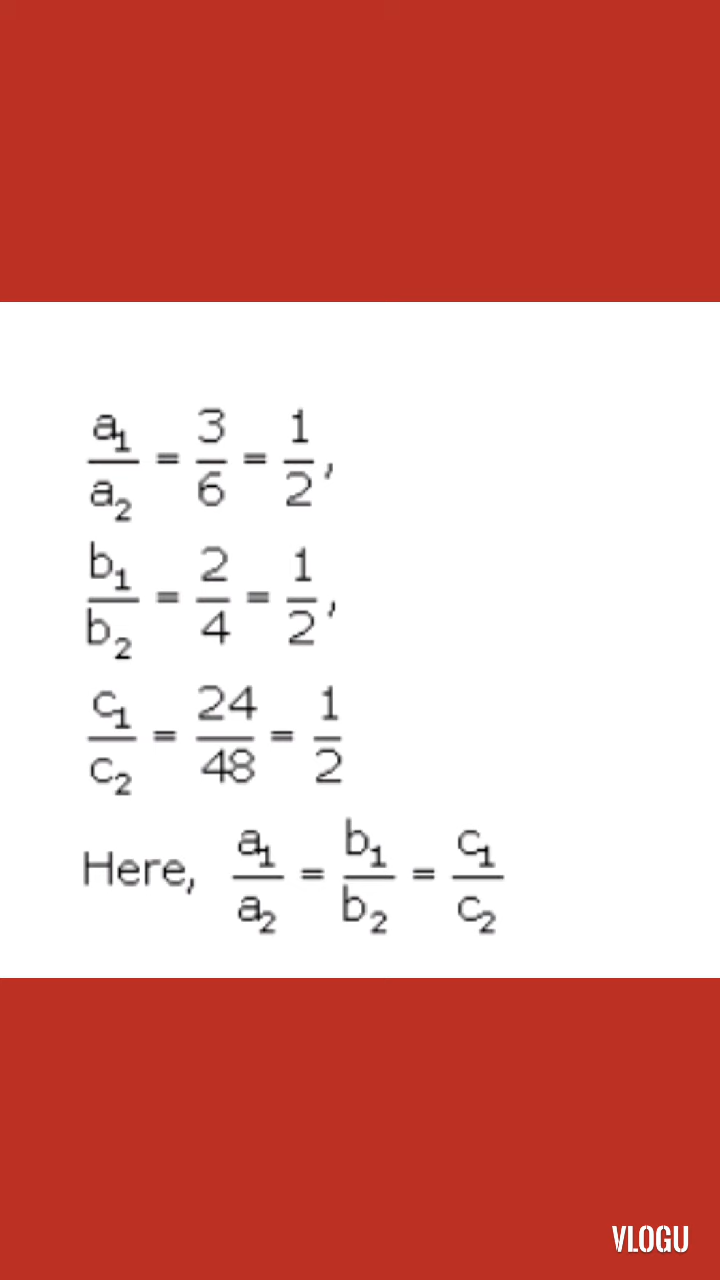 a₁/a₂ = 3/6 = 1/2,
b₁/b₂ = 2/4 = 1/2,
c₁/c₂ = 24/48 = 1/2
Here, a₁/a₂ = b₁/b₂ = c₁/c₂
VLOGU